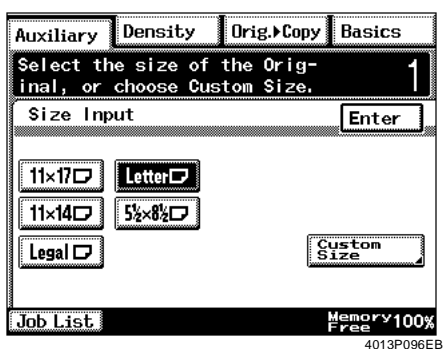 Auxiliary Density Orig.▸Copy Basics
Select the size of the Orig-
inal, or choose Custom Size.
1
Size Input Enter
11×17 Letter
11×14 5½×8½
Legal Custom
Size
Job List Memory 100%
Free
4013P096EB